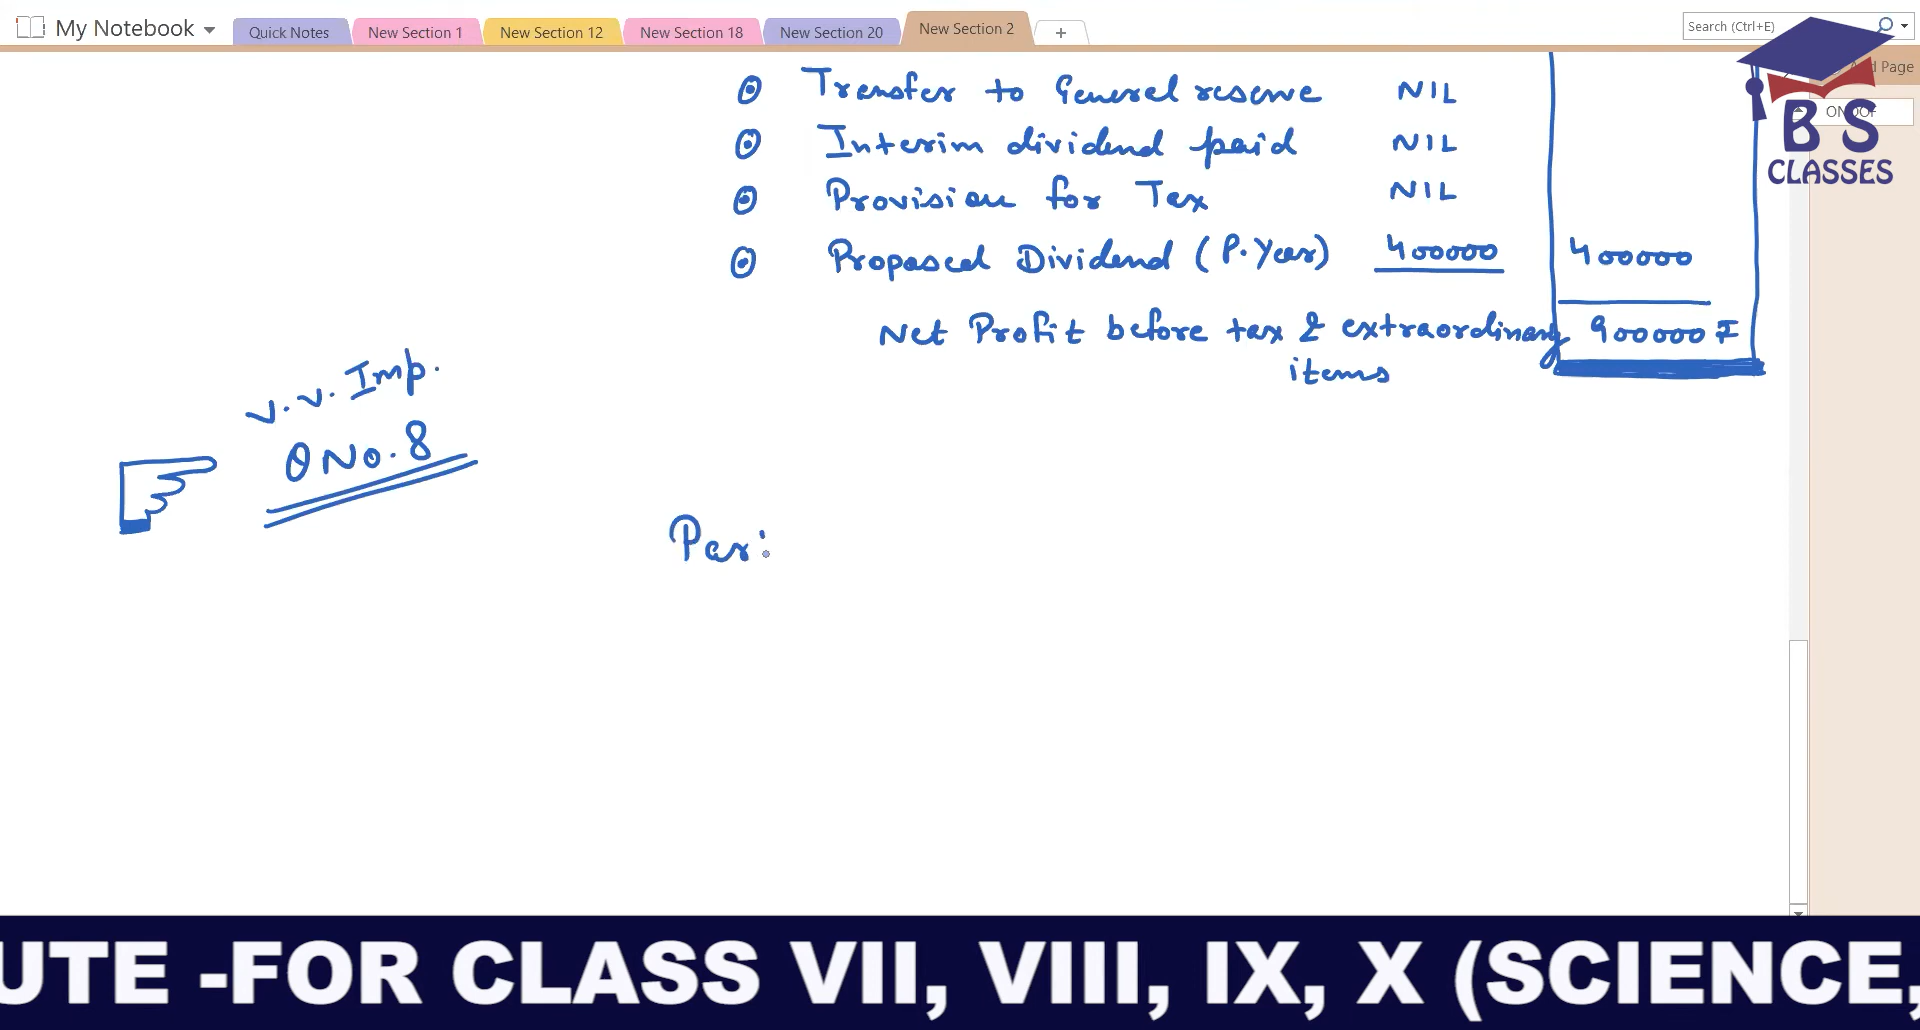 My Notebook
Quick Notes
New Section 1
New Section 12
New Section 18
New Section 20
New Section 2
+
Search (Ctrl+E)
Page
B S
CLASSES
Transfer to General reserve NIL
Interim dividend paid NIL
Provision for Tax NIL
Proposed Dividend (P.Year) 400000 400000
Net Profit before tax & extraordinary 900000 I
items
V.V. Imp.
Q No. 8
Par
UTE -FOR CLASS VII, VIII, IX, X (SCIENCE,